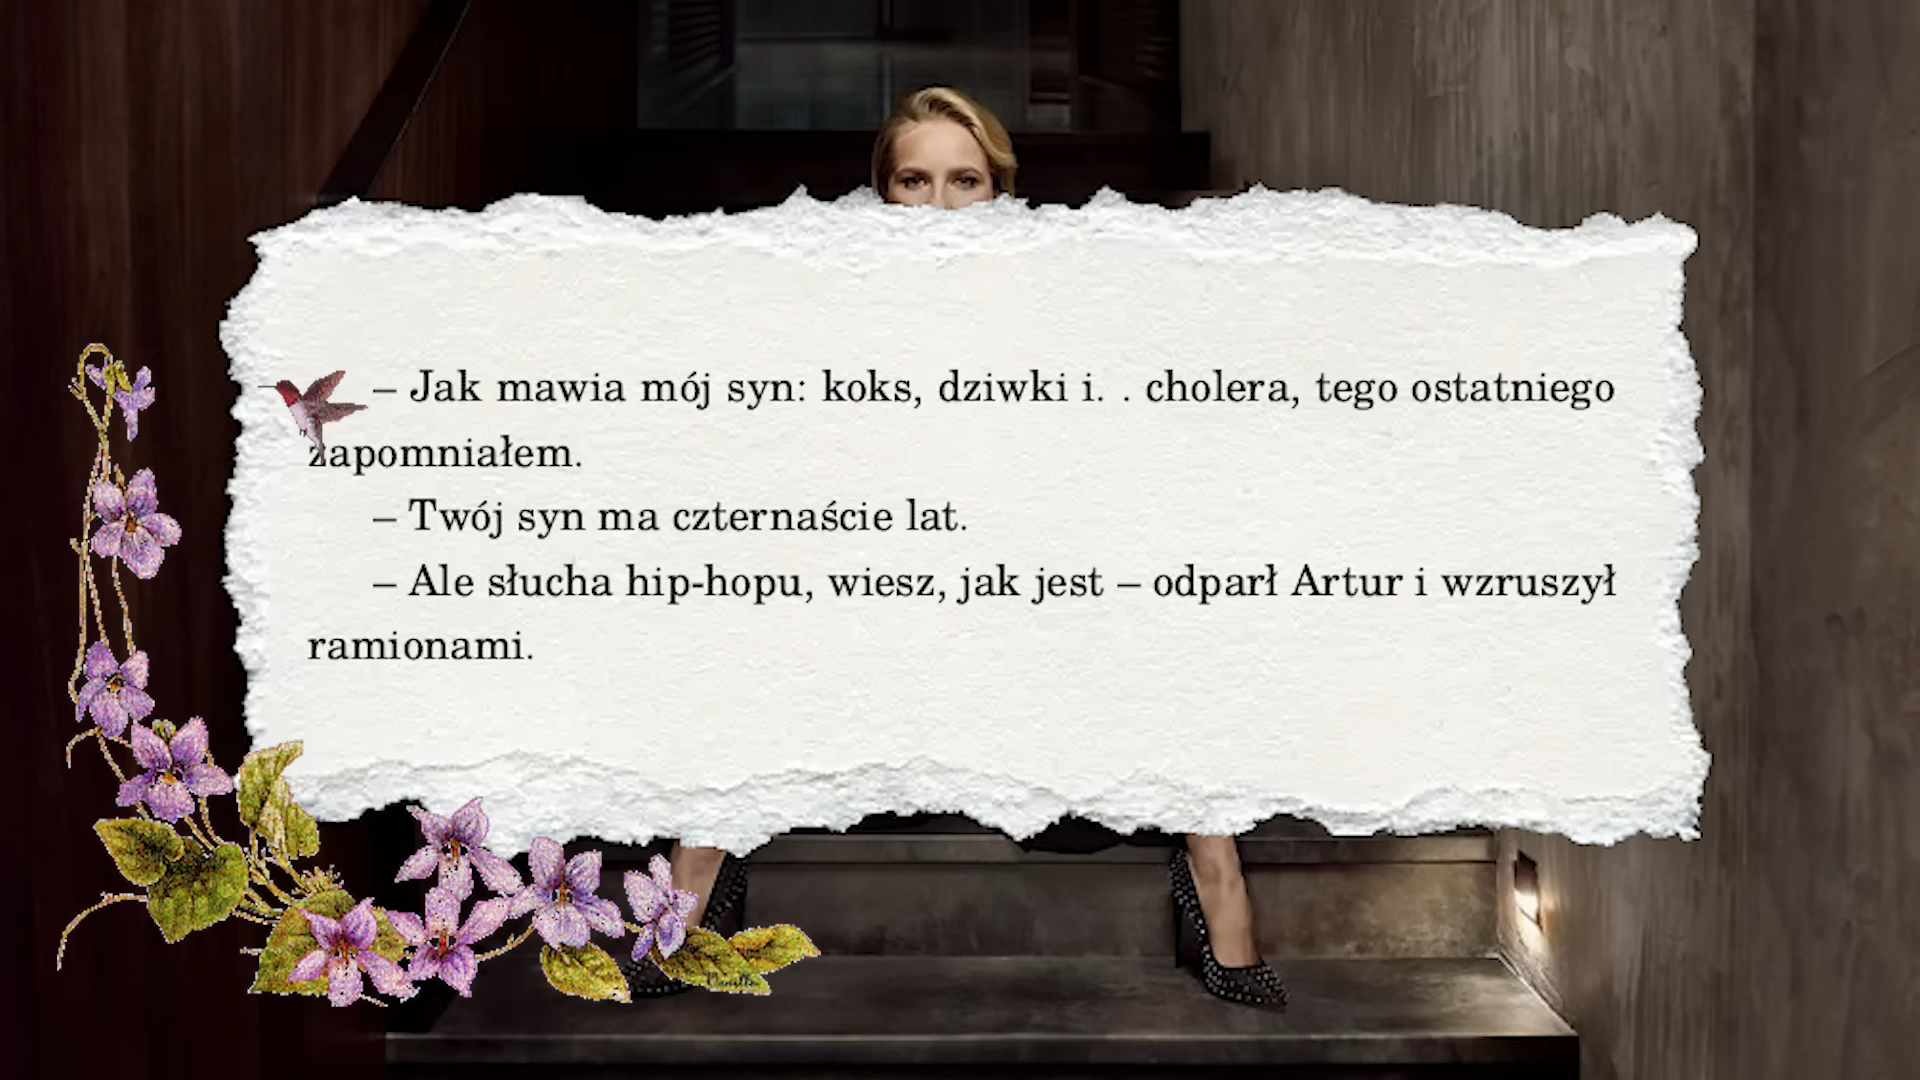 – Jak mawia mój syn: koks, dziwki i. . cholera, tego ostatniego
zapomniałem.
– Twój syn ma czternaście lat.
– Ale słucha hip-hopu, wiesz, jak jest – odparł Artur i wzruszył
ramionami.